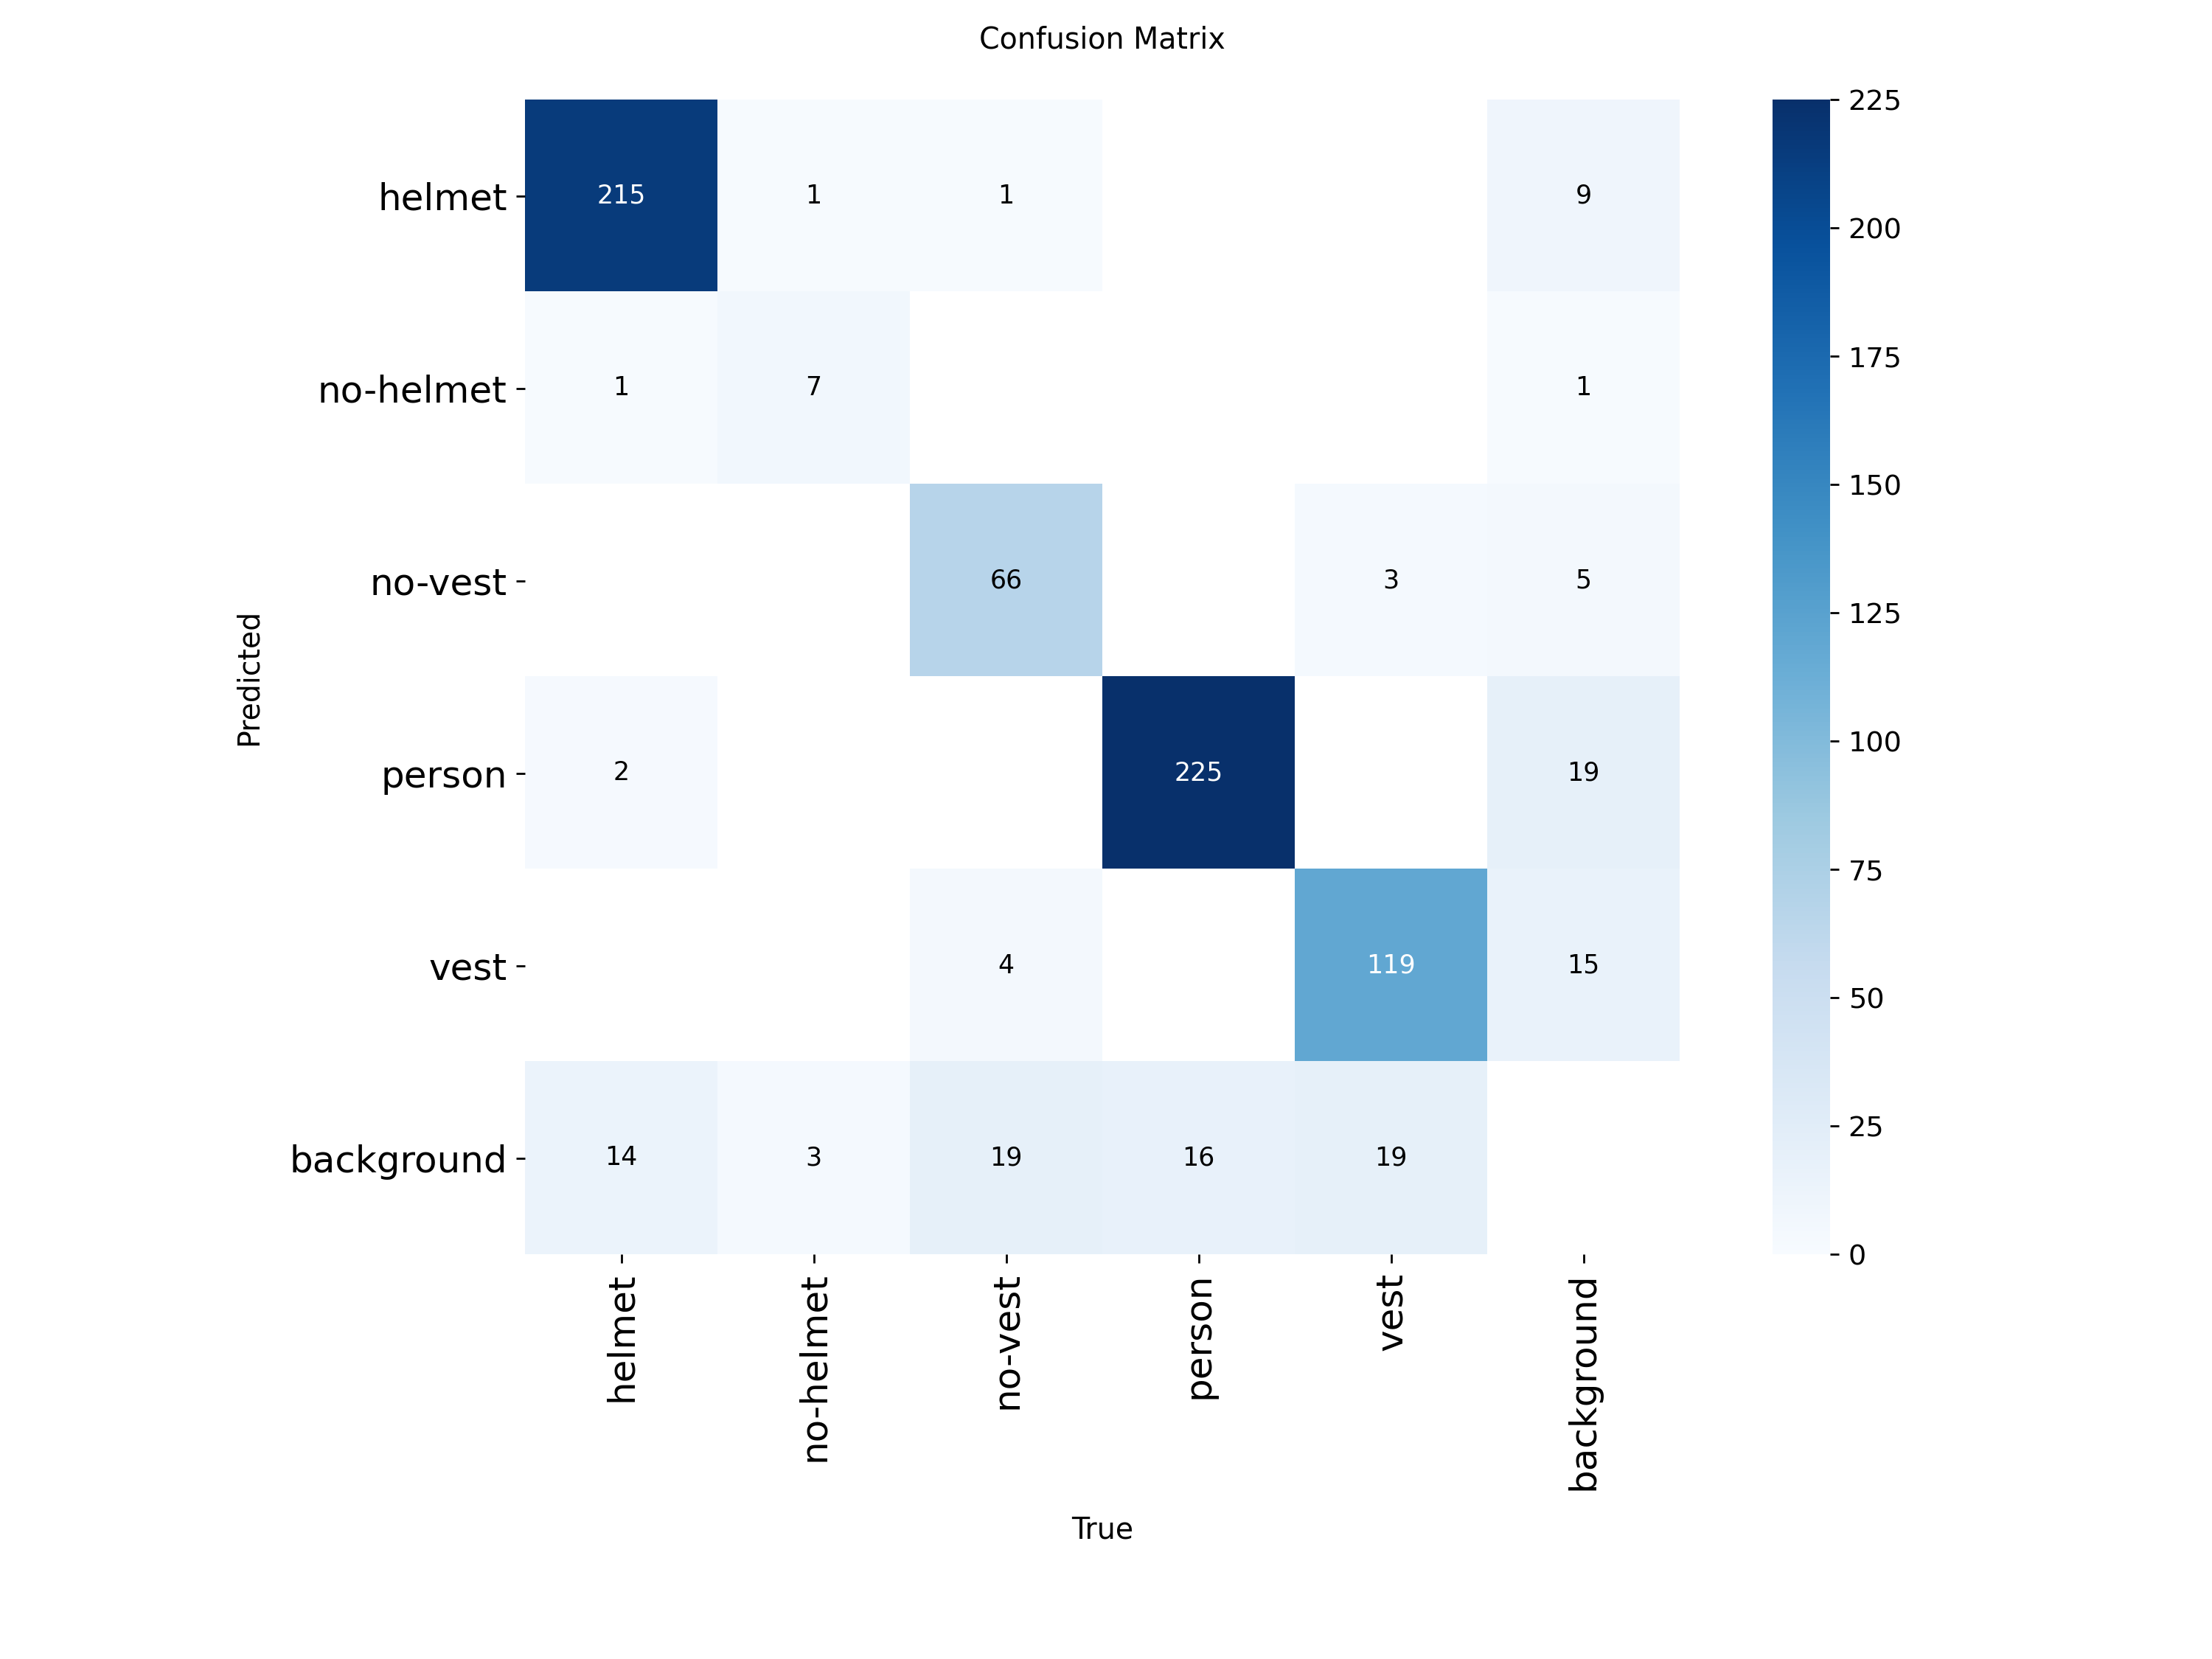 Confusion Matrix
helmet 215 1 1 9
no-helmet 1 7 1
no-vest 66 3 5
person 2 225 19
vest 4 119 15
background 14 3 19 16 19
helmet no-helmet no-vest person vest background
Predicted
True
225
200
175
150
125
100
75
50
25
0